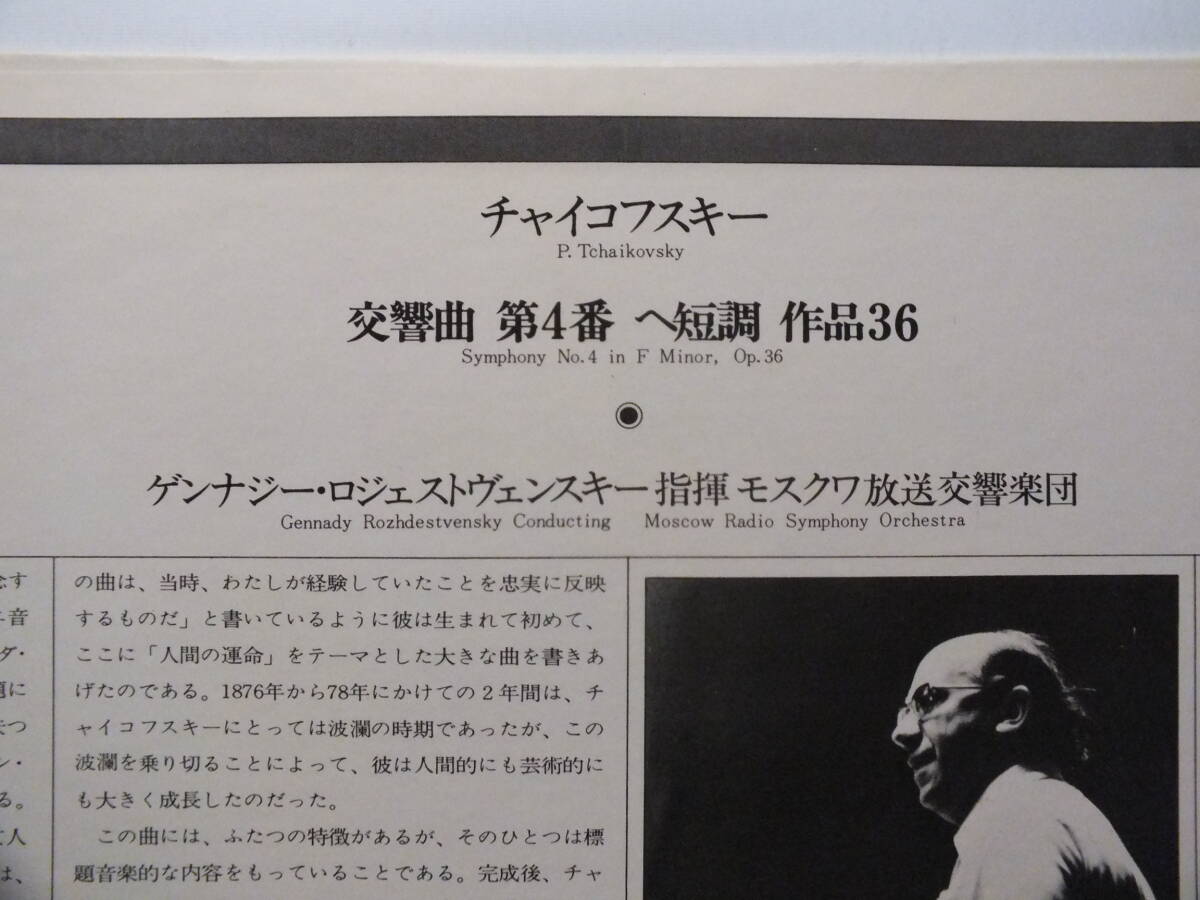 チャイコフスキー
P. Tchaikovsky
交響曲 第4番 ヘ短調 作品36
Symphony No.4 in F Minor, Op.36
ゲンナジー・ロジェストヴェンスキー指揮 モスクワ放送交響楽団
Gennady Rozhdestvensky Conducting Moscow Radio Symphony Orchestra
す
音
ダ・
に
つ
ン・
る。
人
は、
の曲は、当時、わたしが経験していたことを忠実に反映
するものだ」と書いているように彼は生まれて初めて、
ここに「人間の運命」をテーマとした大きな曲を書きあ
げたのである。1876年から78年にかけての2年間は、チ
ャイコフスキーにとっては波瀾の時期であったが、この
波瀾を乗り切ることによって、彼は人間的にも芸術的に
も大きく成長したのだった。
この曲には、ふたつの特徴があるが、そのひとつは標
題音楽的な内容をもっていることである。完成後、チャ